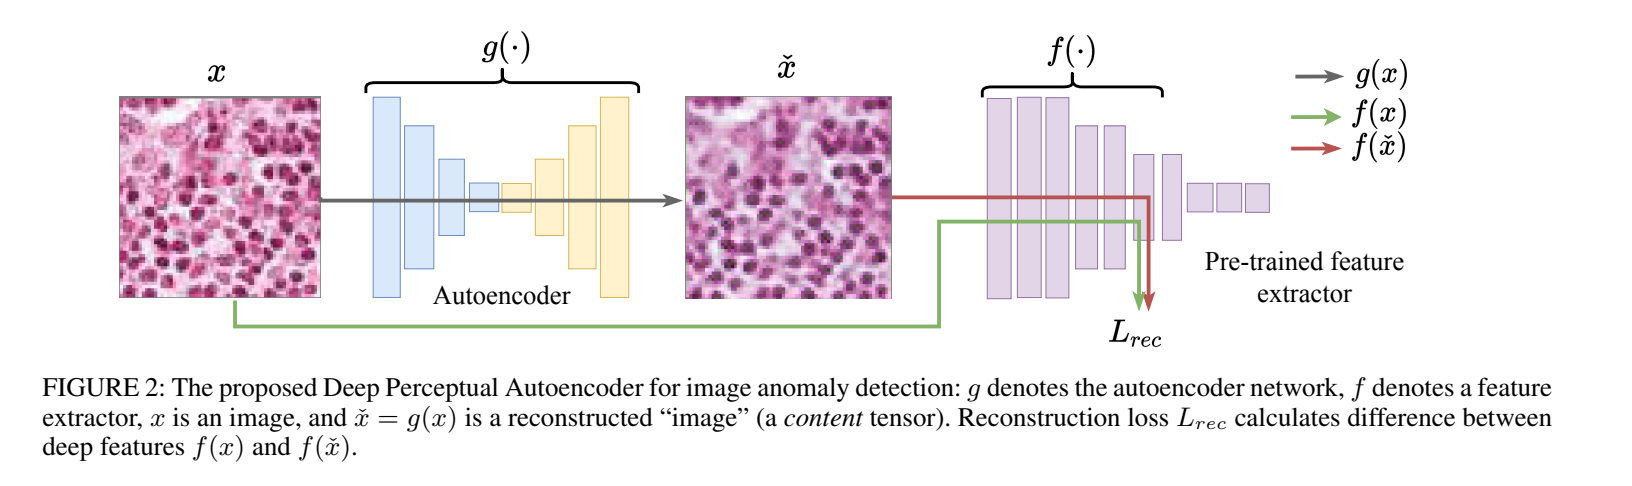 g(·)
f(·)
x
x̌
g(x)
f(x)
f(x̌)
Autoencoder
Pre-trained feature
extractor
L_rec
FIGURE 2: The proposed Deep Perceptual Autoencoder for image anomaly detection: g denotes the autoencoder network, f denotes a feature
extractor, x is an image, and x̌ = g(x) is a reconstructed “image” (a content tensor). Reconstruction loss L_rec calculates difference between
deep features f(x) and f(x̌).